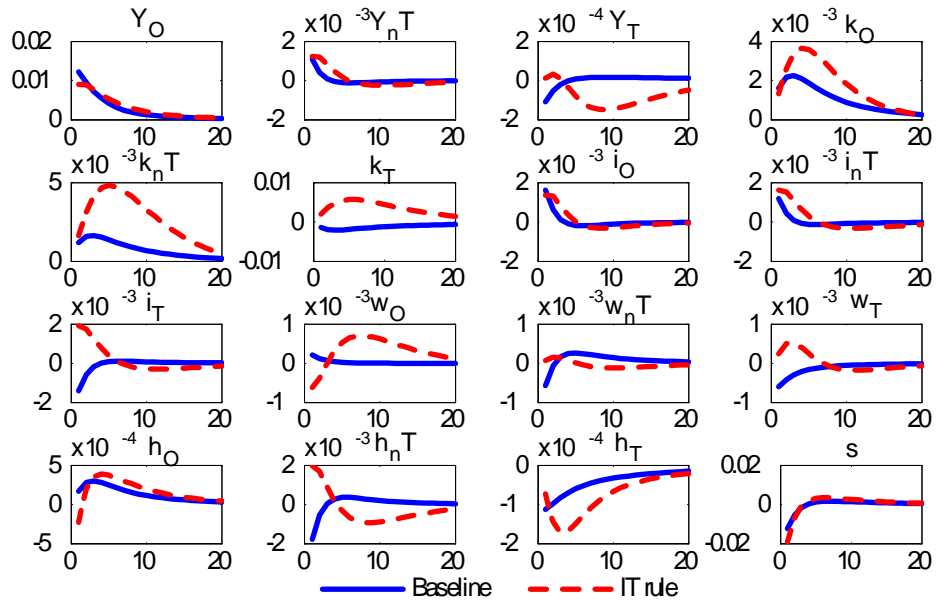 Y_O x10 -3 Y_nT x10 -4 Y_T x10 -3 k_O
0.02 2 2 4
0.01 0 0 2
0 -2 -2 0
0 10 20 0 10 20 0 10 20 0 10 20
x10 -3 k_nT k_T x10 -3 i_O x10 -3 i_nT
5 0.01 2 2
0 0 0
0 -0.01 -2 -2
0 10 20 0 10 20 0 10 20 0 10 20
x10 -3 i_T x10 -3 w_O x10 -3 w_nT x10 -3 w_T
2 1 1 1
0 0 0 0
-2 -1 -1 -1
0 10 20 0 10 20 0 10 20 0 10 20
x10 -4 h_O x10 -3 h_nT x10 -4 h_T s
5 2 0 0.02
0 0 -1 0
-5 -2 -2 -0.02
0 10 20 0 10 20 0 10 20 0 10 20
Baseline IT rule